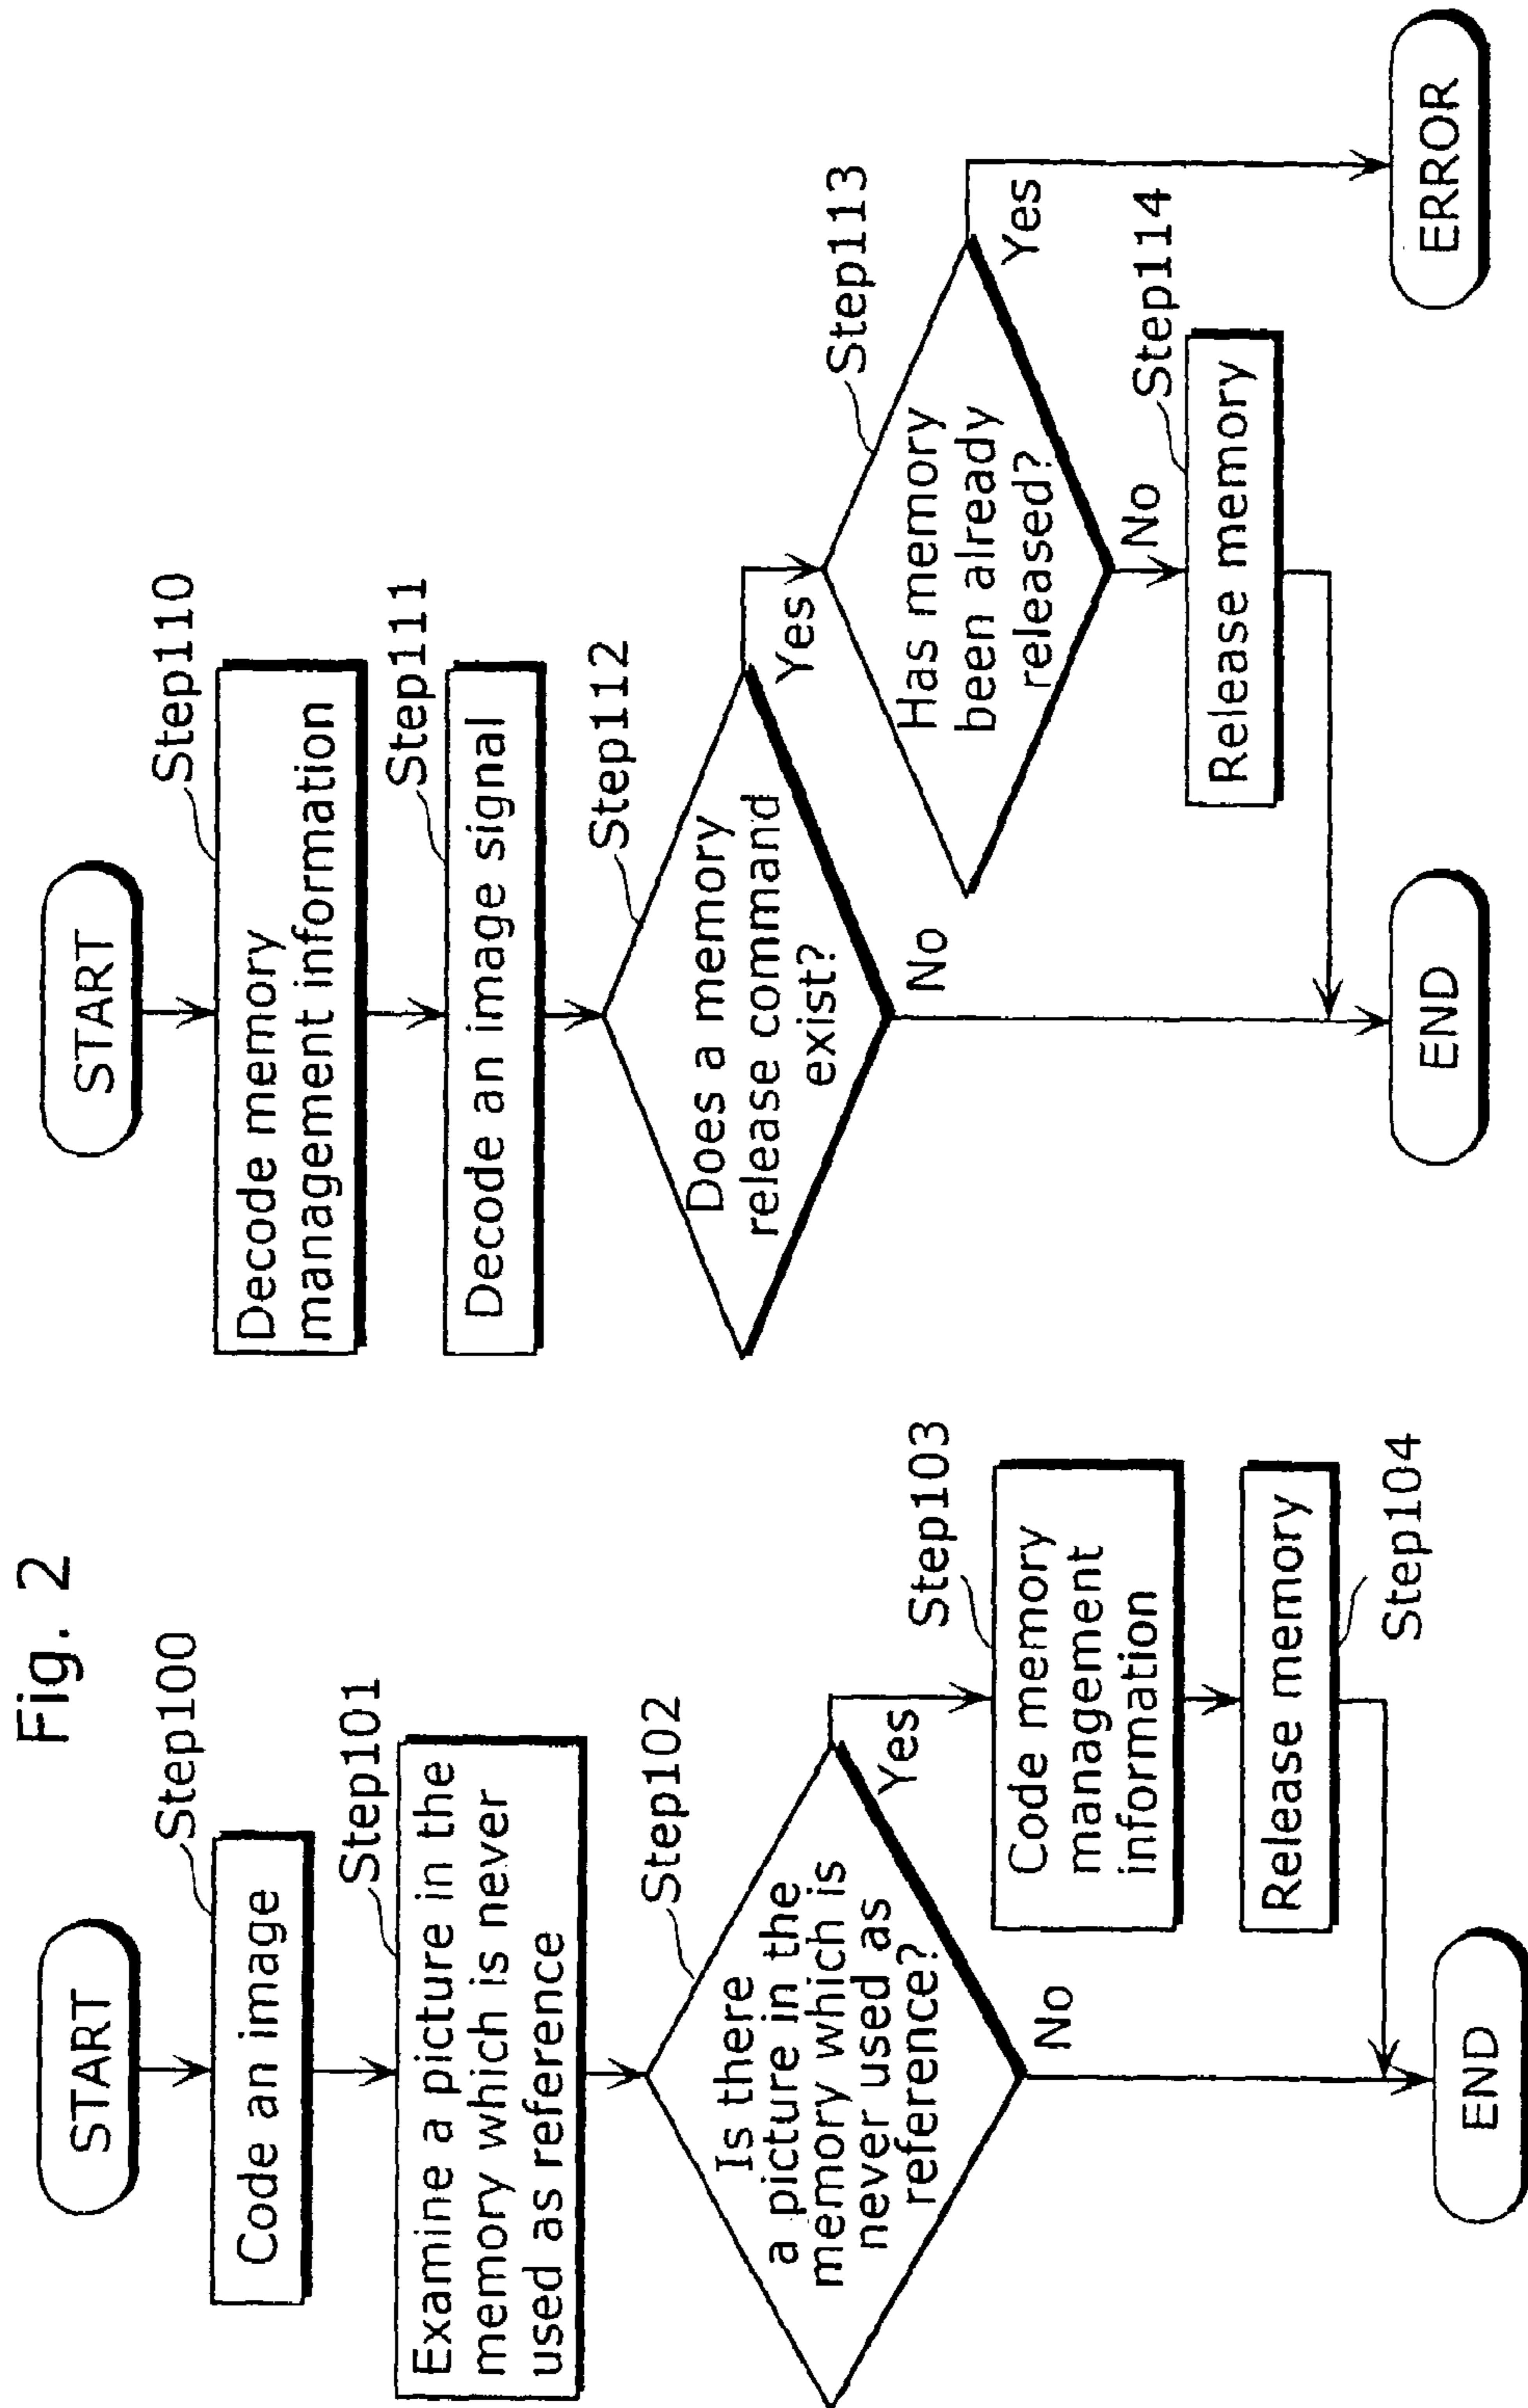 Fig. 2
START
Step100
Code an image
Step101
Examine a picture in the
memory which is never
used as reference
Step102
Is there
a picture in the
memory which is
never used as
reference?
Yes
No
Step103
Code memory
management
information
Release memory
Step104
END
START
Step110
Decode memory
management information
Step111
Decode an image signal
Step112
Does a memory
release command
exist?
Yes
No
Step113
Has memory
been already
released?
Yes
No
Step114
Release memory
END
ERROR